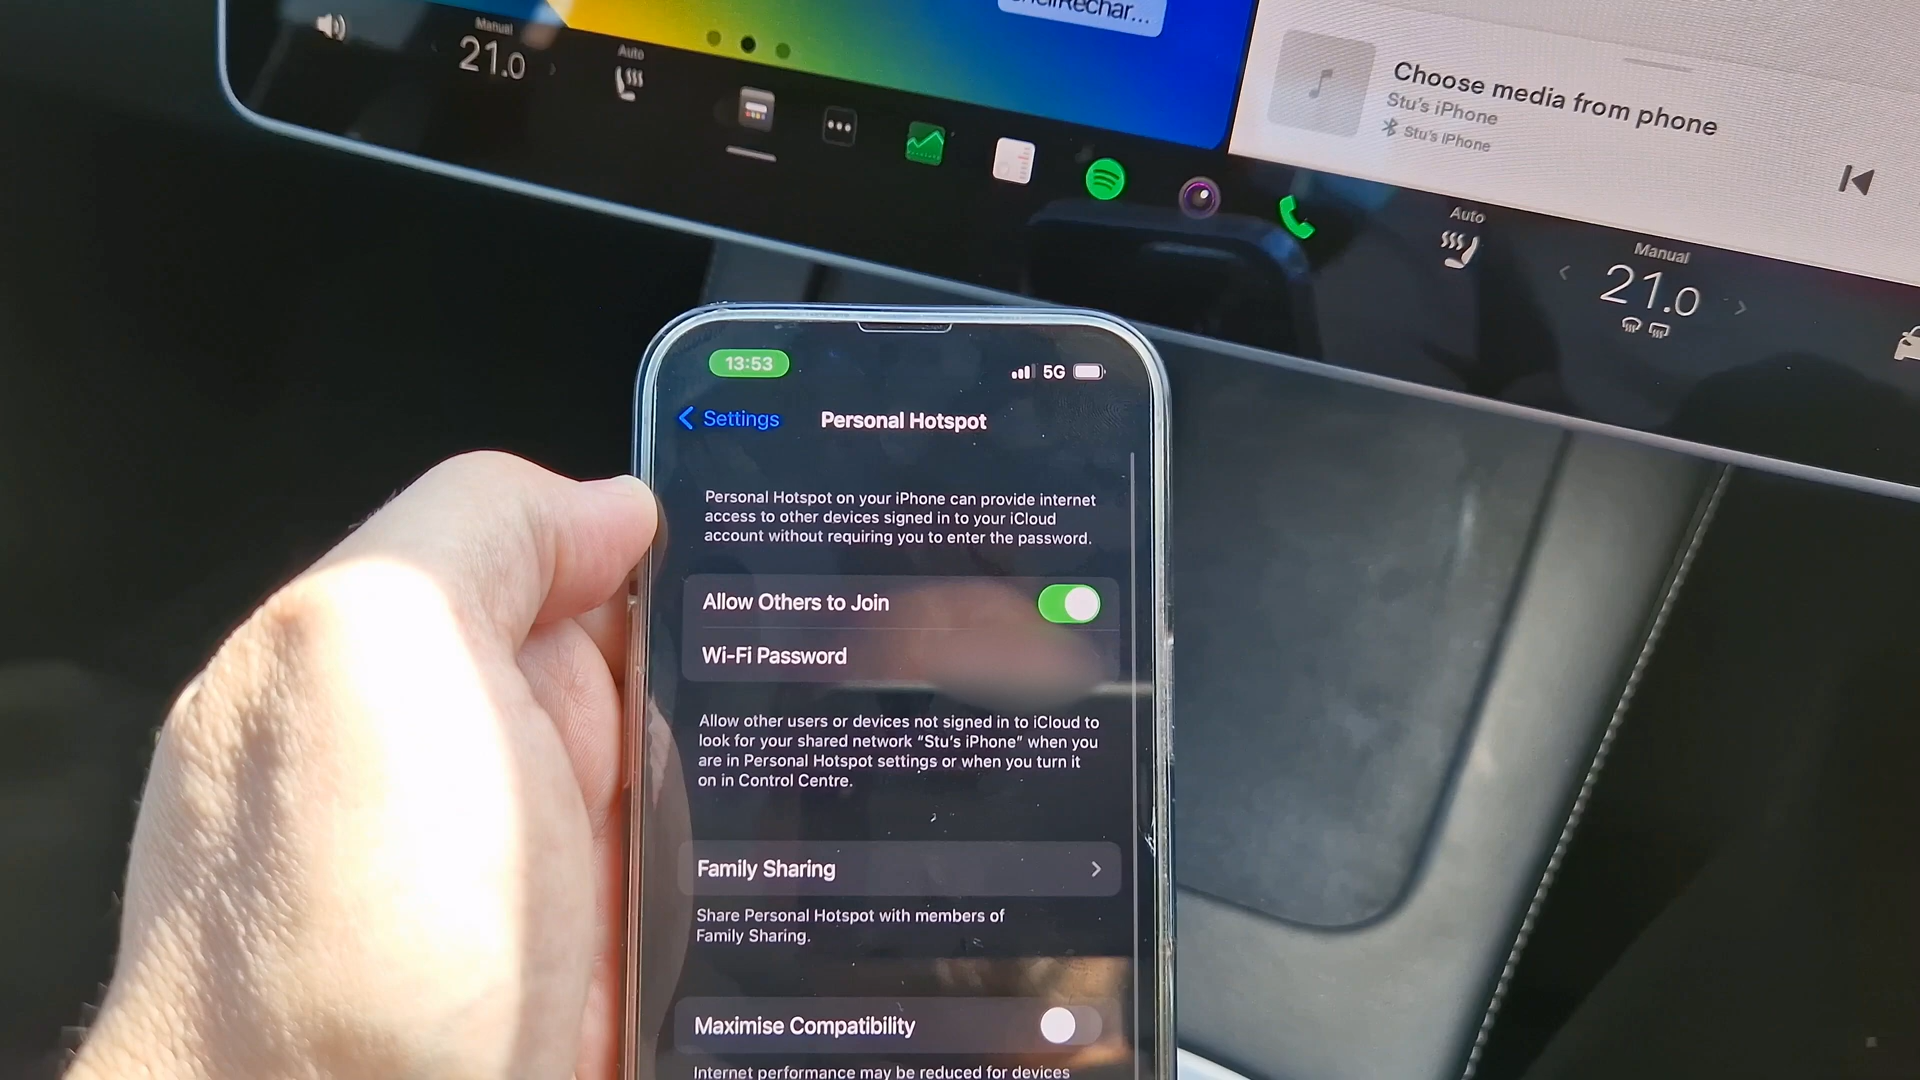 Manual
21.0
Auto
Choose media from phone
Stu's iPhone
Stu's iPhone
Auto
Manual
21.0
13:53
5G
Settings
Personal Hotspot
Personal Hotspot on your iPhone can provide internet
access to other devices signed in to your iCloud
account without requiring you to enter the password.
Allow Others to Join
Wi-Fi Password
Allow other users or devices not signed in to iCloud to
look for your shared network “Stu’s iPhone” when you
are in Personal Hotspot settings or when you turn it
on in Control Centre.
Family Sharing
Share Personal Hotspot with members of
Family Sharing.
Maximise Compatibility
Internet performance may be reduced for devices